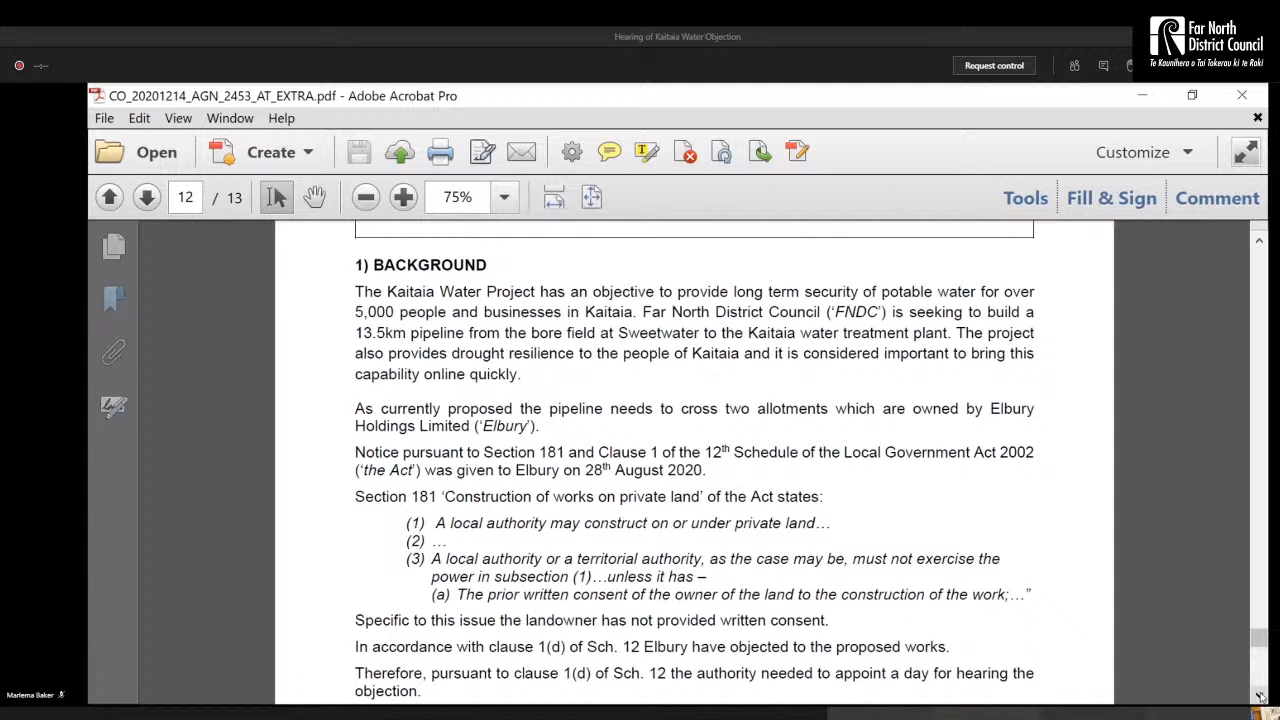 Hearing of Kaitaia Water Objection
Far North
District Council
Te Kaunihera o Tai Tokerau ki te Raki
--:--
Request control
CO_20201214_AGN_2453_AT_EXTRA.pdf - Adobe Acrobat Pro
File Edit View Window Help
Open Create Customize
12 / 13 75% Tools Fill & Sign Comment
1) BACKGROUND
The Kaitaia Water Project has an objective to provide long term security of potable water for over
5,000 people and businesses in Kaitaia. Far North District Council ('FNDC') is seeking to build a
13.5km pipeline from the bore field at Sweetwater to the Kaitaia water treatment plant. The project
also provides drought resilience to the people of Kaitaia and it is considered important to bring this
capability online quickly.
As currently proposed the pipeline needs to cross two allotments which are owned by Elbury
Holdings Limited ('Elbury').
Notice pursuant to Section 181 and Clause 1 of the 12th Schedule of the Local Government Act 2002
('the Act') was given to Elbury on 28th August 2020.
Section 181 'Construction of works on private land' of the Act states:
(1) A local authority may construct on or under private land…
(2) …
(3) A local authority or a territorial authority, as the case may be, must not exercise the
power in subsection (1)…unless it has –
(a) The prior written consent of the owner of the land to the construction of the work;…"
Specific to this issue the landowner has not provided written consent.
In accordance with clause 1(d) of Sch. 12 Elbury have objected to the proposed works.
Therefore, pursuant to clause 1(d) of Sch. 12 the authority needed to appoint a day for hearing the
objection.
Marlema Baker